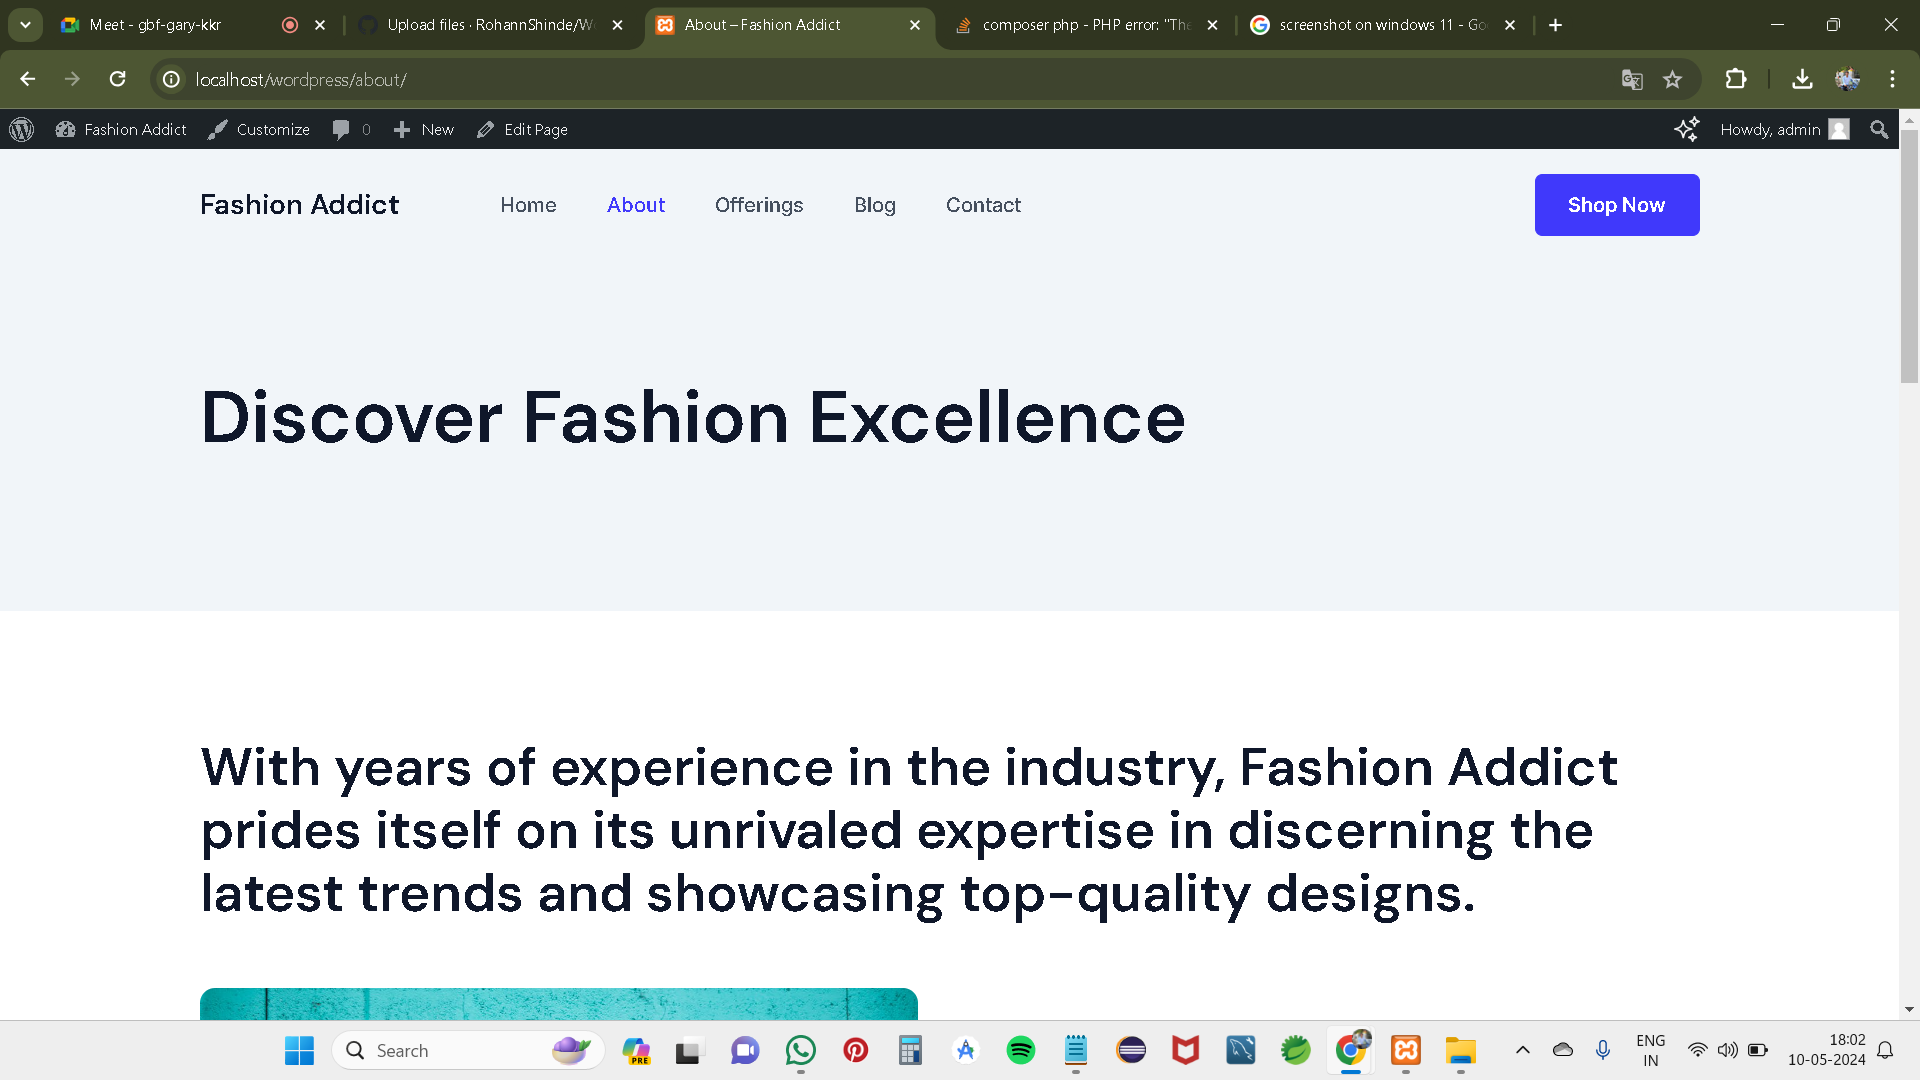 Meet - gbf-gary-kkr
Upload files · RohannShinde/W
About – Fashion Addict
composer php - PHP error: "The
screenshot on windows 11 - Go
localhost/wordpress/about/
Fashion Addict
Customize
0
New
Edit Page
Howdy, admin
Fashion Addict
Home
About
Offerings
Blog
Contact
Shop Now
Discover Fashion Excellence
With years of experience in the industry, Fashion Addict
prides itself on its unrivaled expertise in discerning the
latest trends and showcasing top-quality designs.
Search
PRE
ENG
IN
18:02
10-05-2024